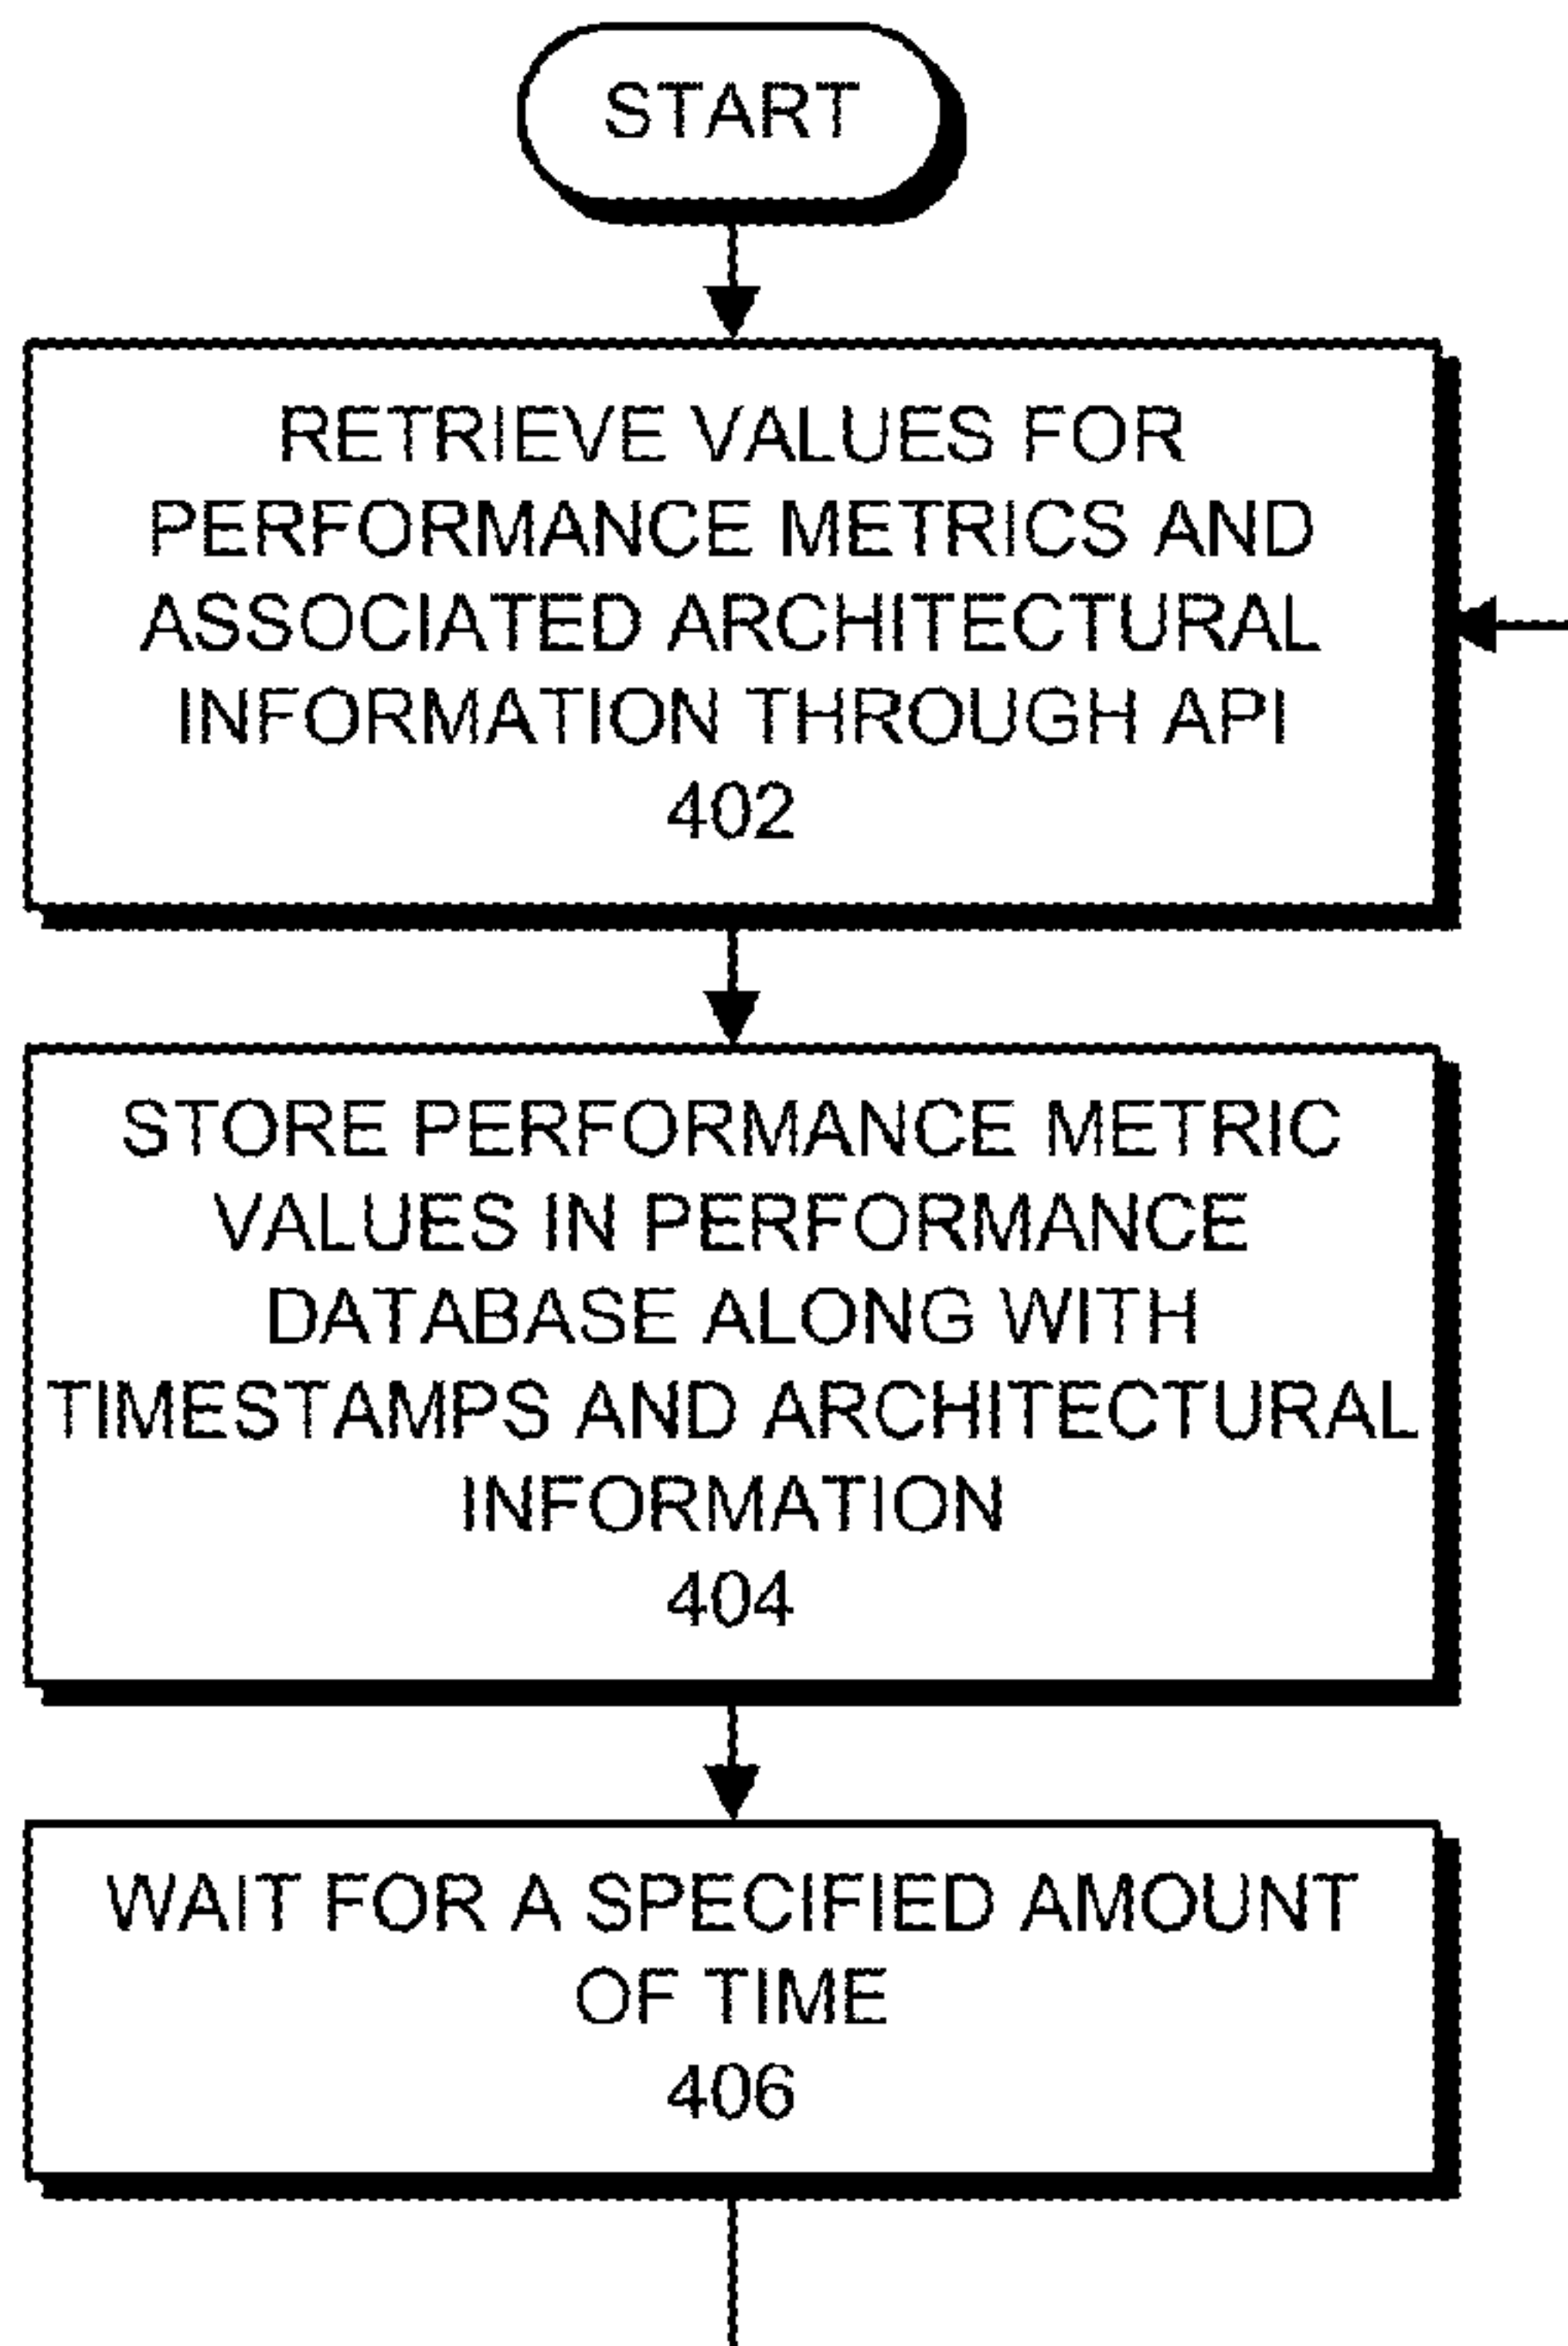 START
RETRIEVE VALUES FOR
PERFORMANCE METRICS AND
ASSOCIATED ARCHITECTURAL
INFORMATION THROUGH API
402
STORE PERFORMANCE METRIC
VALUES IN PERFORMANCE
DATABASE ALONG WITH
TIMESTAMPS AND ARCHITECTURAL
INFORMATION
404
WAIT FOR A SPECIFIED AMOUNT
OF TIME
406